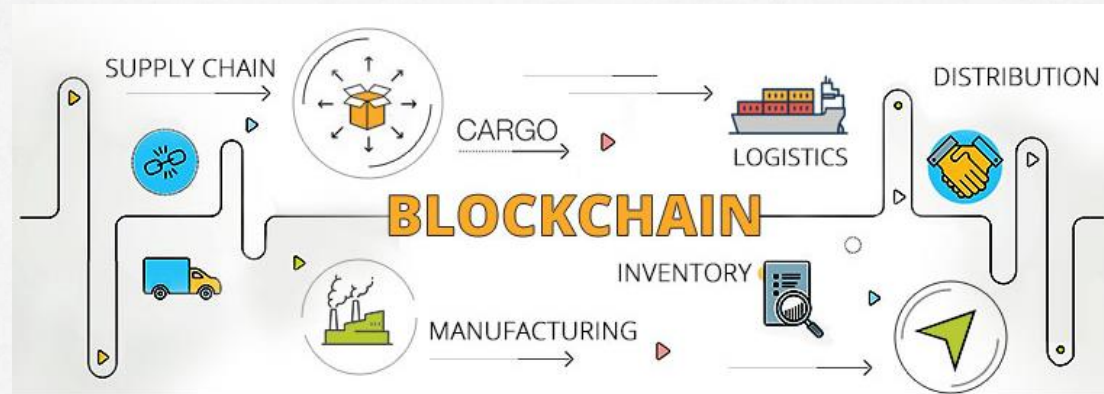 SUPPLY CHAIN
DISTRIBUTION
CARGO
LOGISTICS
BLOCKCHAIN
INVENTORY
MANUFACTURING